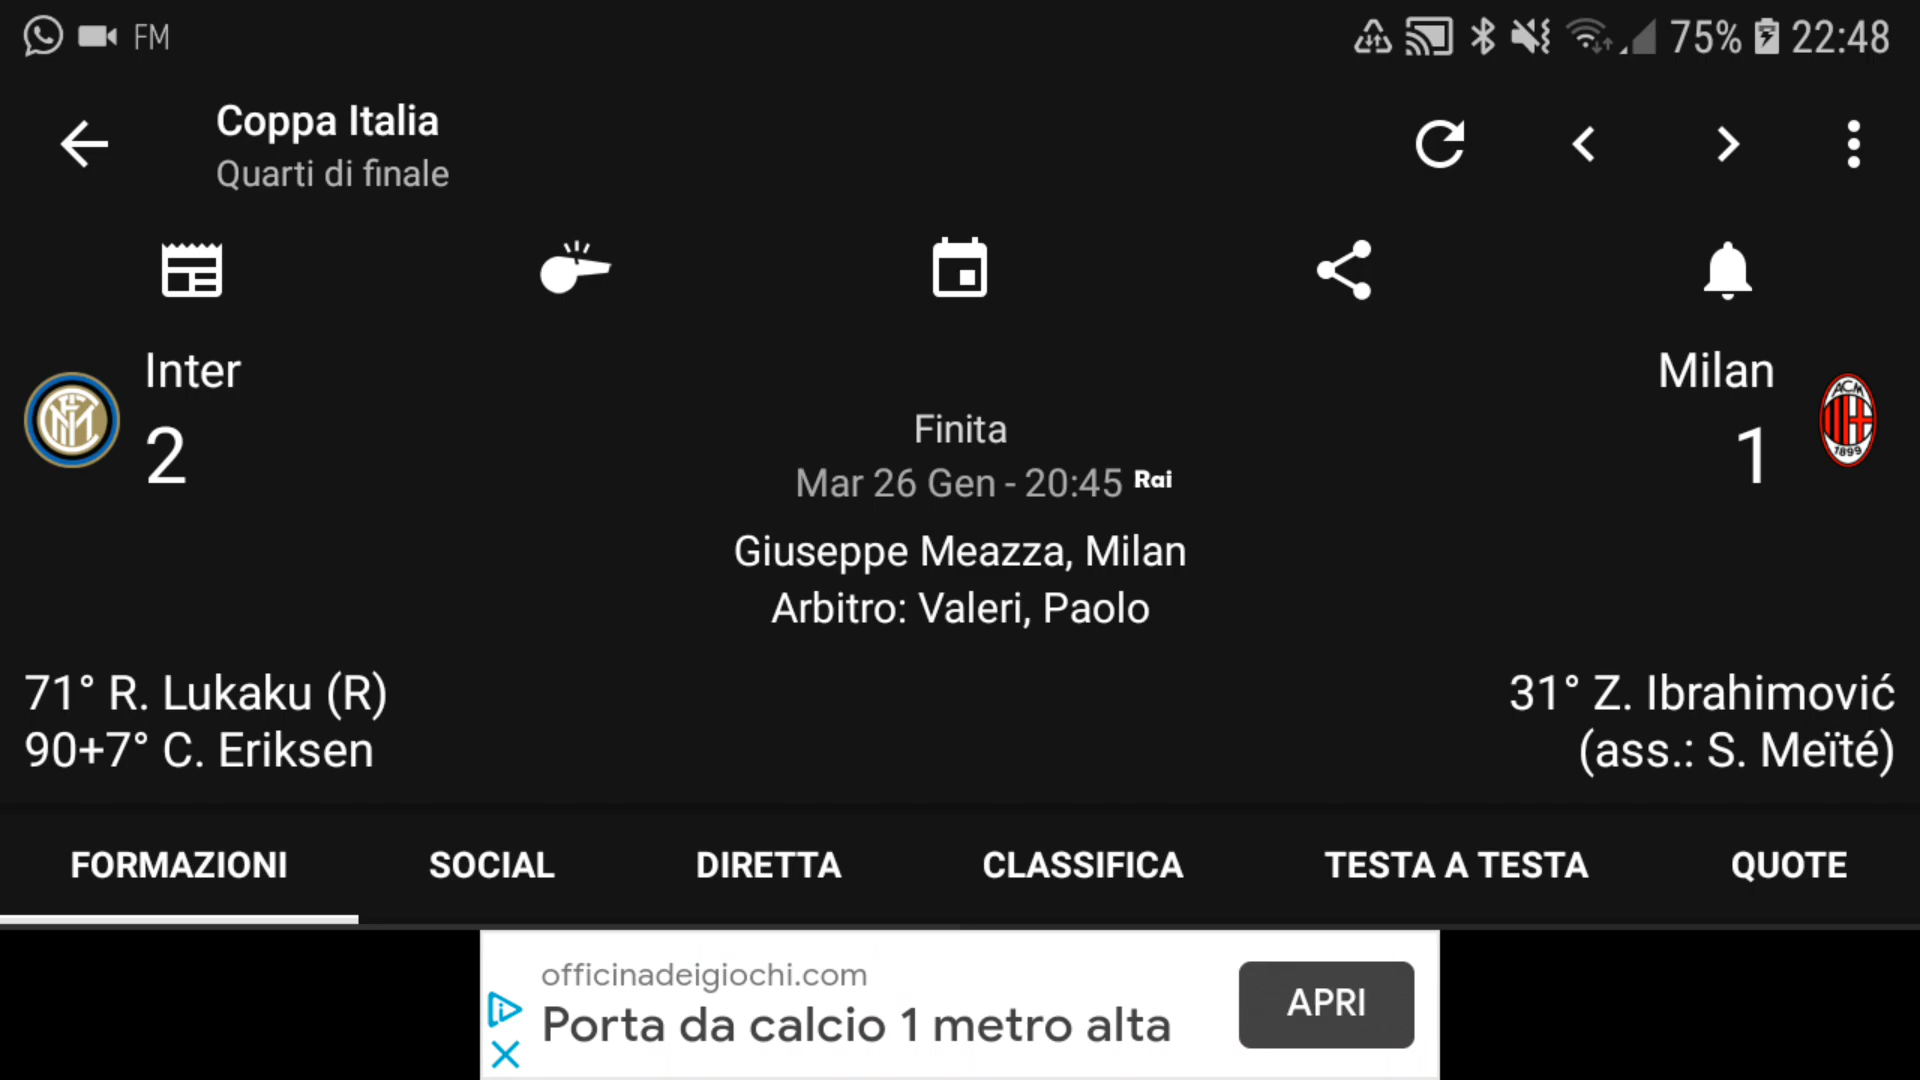 FM
75% 22:48
Coppa Italia
Quarti di finale
Inter
2
Milan
1
ACM
1899
Finita
Mar 26 Gen - 20:45 Rai
Giuseppe Meazza, Milan
Arbitro: Valeri, Paolo
71° R. Lukaku (R)
90+7° C. Eriksen
31° Z. Ibrahimović
(ass.: S. Meïté)
FORMAZIONI SOCIAL DIRETTA CLASSIFICA TESTA A TESTA QUOTE
officinadeigiochi.com
Porta da calcio 1 metro alta
APRI